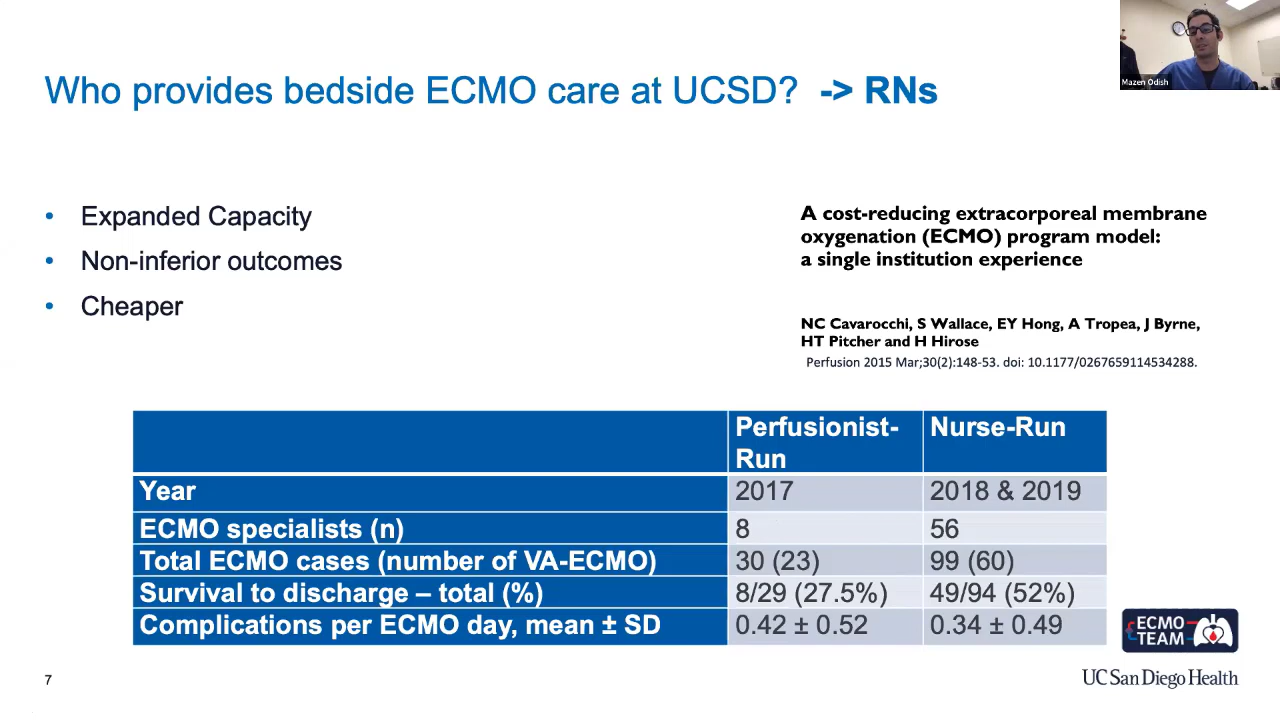 Mazen Odish
Who provides bedside ECMO care at UCSD? -> RNs
• Expanded Capacity
• Non-inferior outcomes
• Cheaper
A cost-reducing extracorporeal membrane
oxygenation (ECMO) program model:
a single institution experience
NC Cavarocchi, S Wallace, EY Hong, A Tropea, J Byrne,
HT Pitcher and H Hirose
Perfusion 2015 Mar;30(2):148-53. doi: 10.1177/0267659114534288.
Perfusionist-
Run
Nurse-Run
Year 2017 2018 & 2019
ECMO specialists (n) 8 56
Total ECMO cases (number of VA-ECMO) 30 (23) 99 (60)
Survival to discharge – total (%) 8/29 (27.5%) 49/94 (52%)
Complications per ECMO day, mean ± SD 0.42 ± 0.52 0.34 ± 0.49
ECMO
TEAM
UC San Diego Health
7